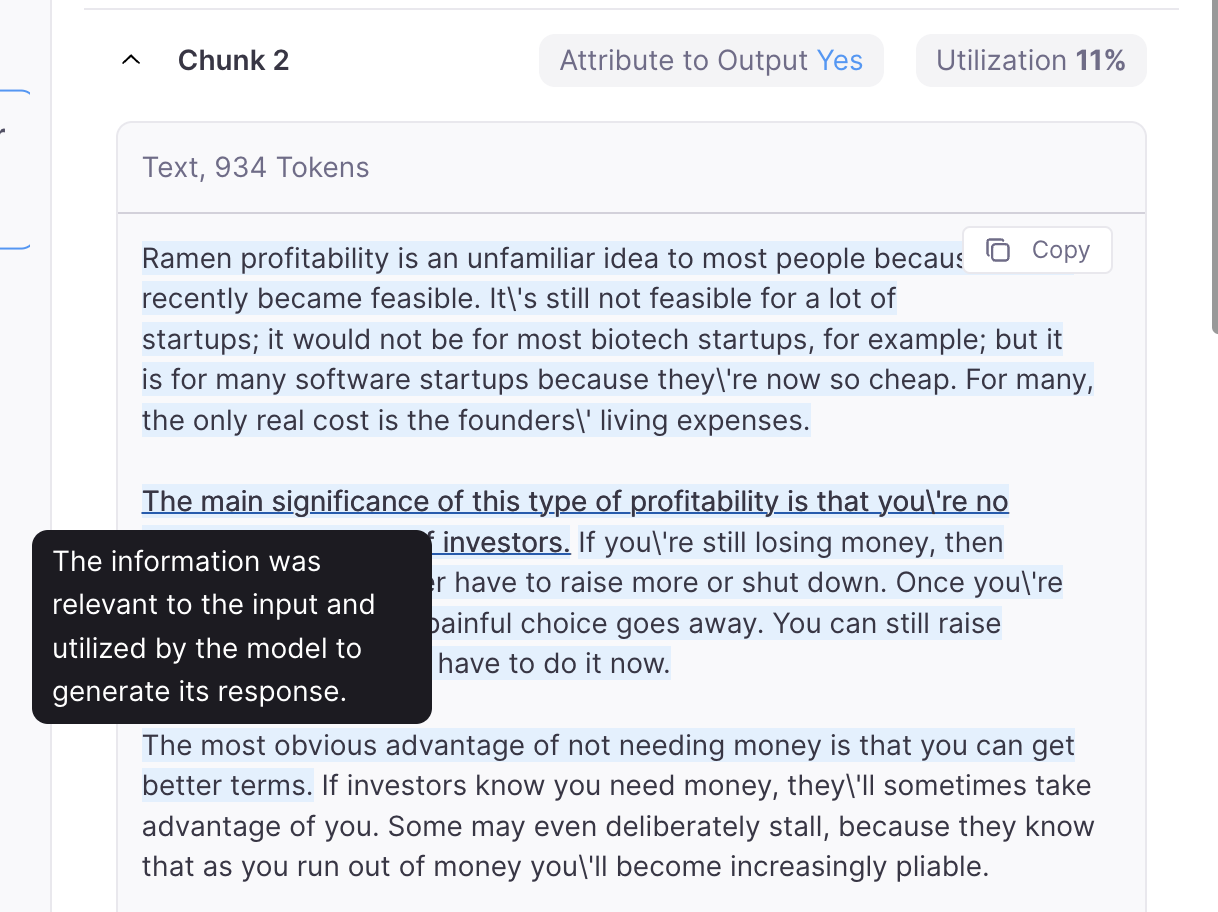 Chunk 2
Attribute to Output Yes
Utilization 11%
Text, 934 Tokens
Copy
Ramen profitability is an unfamiliar idea to most people
recently became feasible. It\'s still not feasible for a lot of
startups; it would not be for most biotech startups, for example; but it
is for many software startups because they\'re now so cheap. For many,
the only real cost is the founders\' living expenses.
The main significance of this type of profitability is that you\'re no
investors. If you\'re still losing money, then
have to raise more or shut down. Once you\'re
painful choice goes away. You can still raise
have to do it now.
The information was
relevant to the input and
utilized by the model to
generate its response.
The most obvious advantage of not needing money is that you can get
better terms. If investors know you need money, they\'ll sometimes take
advantage of you. Some may even deliberately stall, because they know
that as you run out of money you\'ll become increasingly pliable.